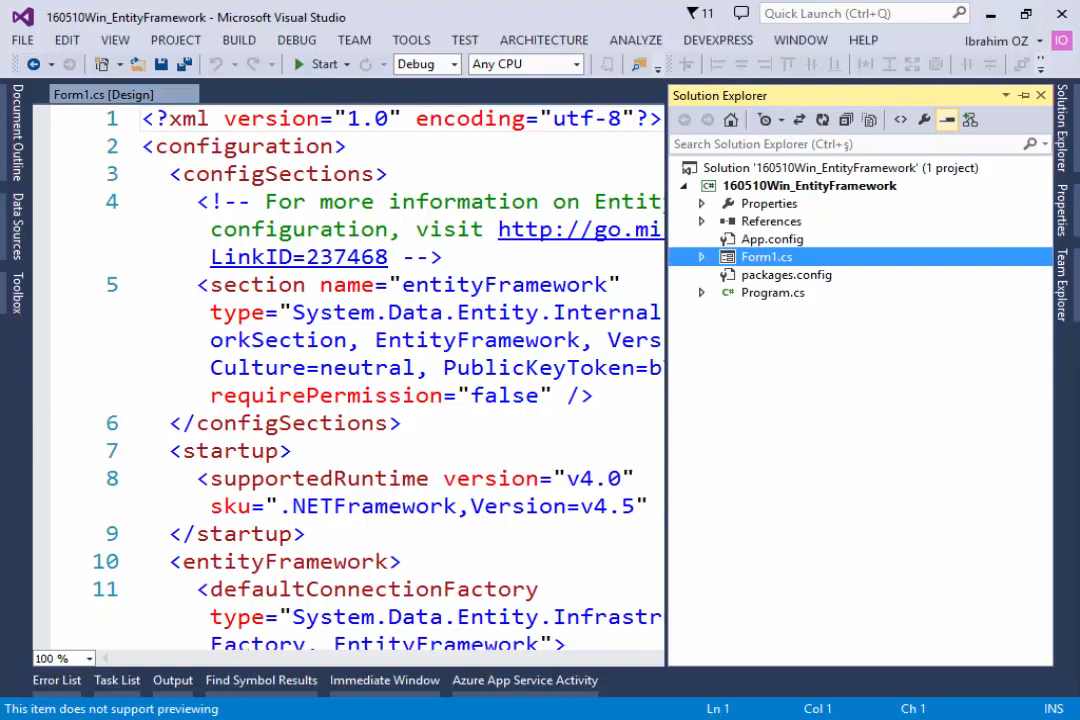 160510Win_EntityFramework - Microsoft Visual Studio
11
Quick Launch (Ctrl+Q)
FILE EDIT VIEW PROJECT BUILD DEBUG TEAM TOOLS TEST ARCHITECTURE ANALYZE DEVEXPRESS WINDOW HELP
Ibrahim OZ
IO
Start
Debug
Any CPU
Document Outline
Data Sources
Toolbox
Form1.cs [Design]
1 <?xml version="1.0" encoding="utf-8"?>
2 <configuration>
3 <configSections>
4 <!-- For more information on Entity
configuration, visit http://go.mi
LinkID=237468 -->
5 <section name="entityFramework"
type="System.Data.Entity.Internal
orkSection, EntityFramework, Vers
Culture=neutral, PublicKeyToken=b
requirePermission="false" />
6 </configSections>
7 <startup>
8 <supportedRuntime version="v4.0"
sku=".NETFramework,Version=v4.5"
9 </startup>
10 <entityFramework>
11 <defaultConnectionFactory
type="System.Data.Entity.Infrastr
Factory, EntityFramework">
100 %
Solution Explorer
Search Solution Explorer (Ctrl+ş)
Solution '160510Win_EntityFramework' (1 project)
160510Win_EntityFramework
Properties
References
App.config
Form1.cs
packages.config
Program.cs
Solution Explorer
Properties
Team Explorer
Error List Task List Output Find Symbol Results Immediate Window Azure App Service Activity
This item does not support previewing
Ln 1 Col 1 Ch 1 INS